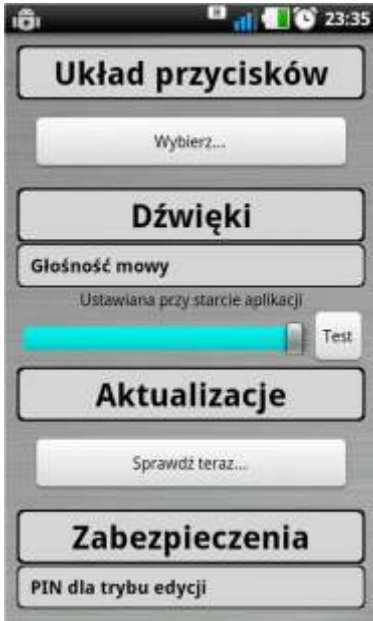 R 23:35
Układ przycisków
Wybierz...
Dźwięki
Głośność mowy
Ustawiana przy starcie aplikacji
Test
Aktualizacje
Sprawdź teraz...
Zabezpieczenia
PIN dla trybu edycji